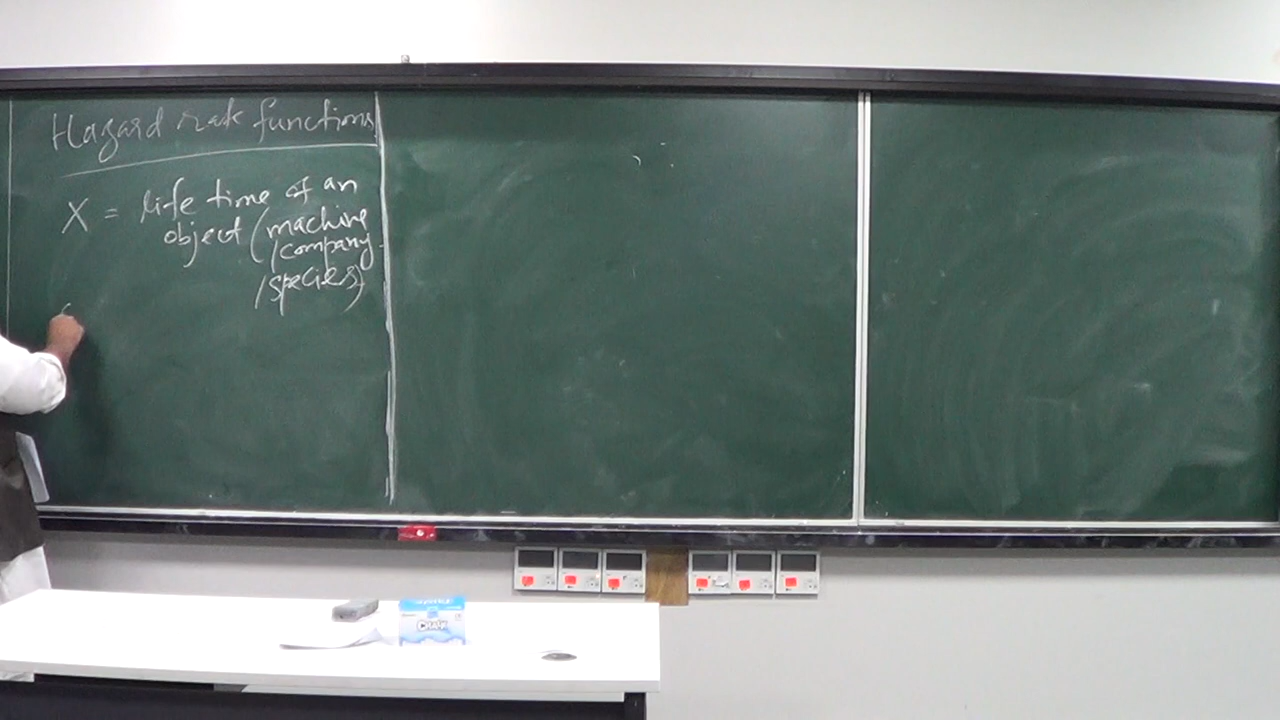 Hazard rate functions
X = life time of an
object (machine
/company
/species)